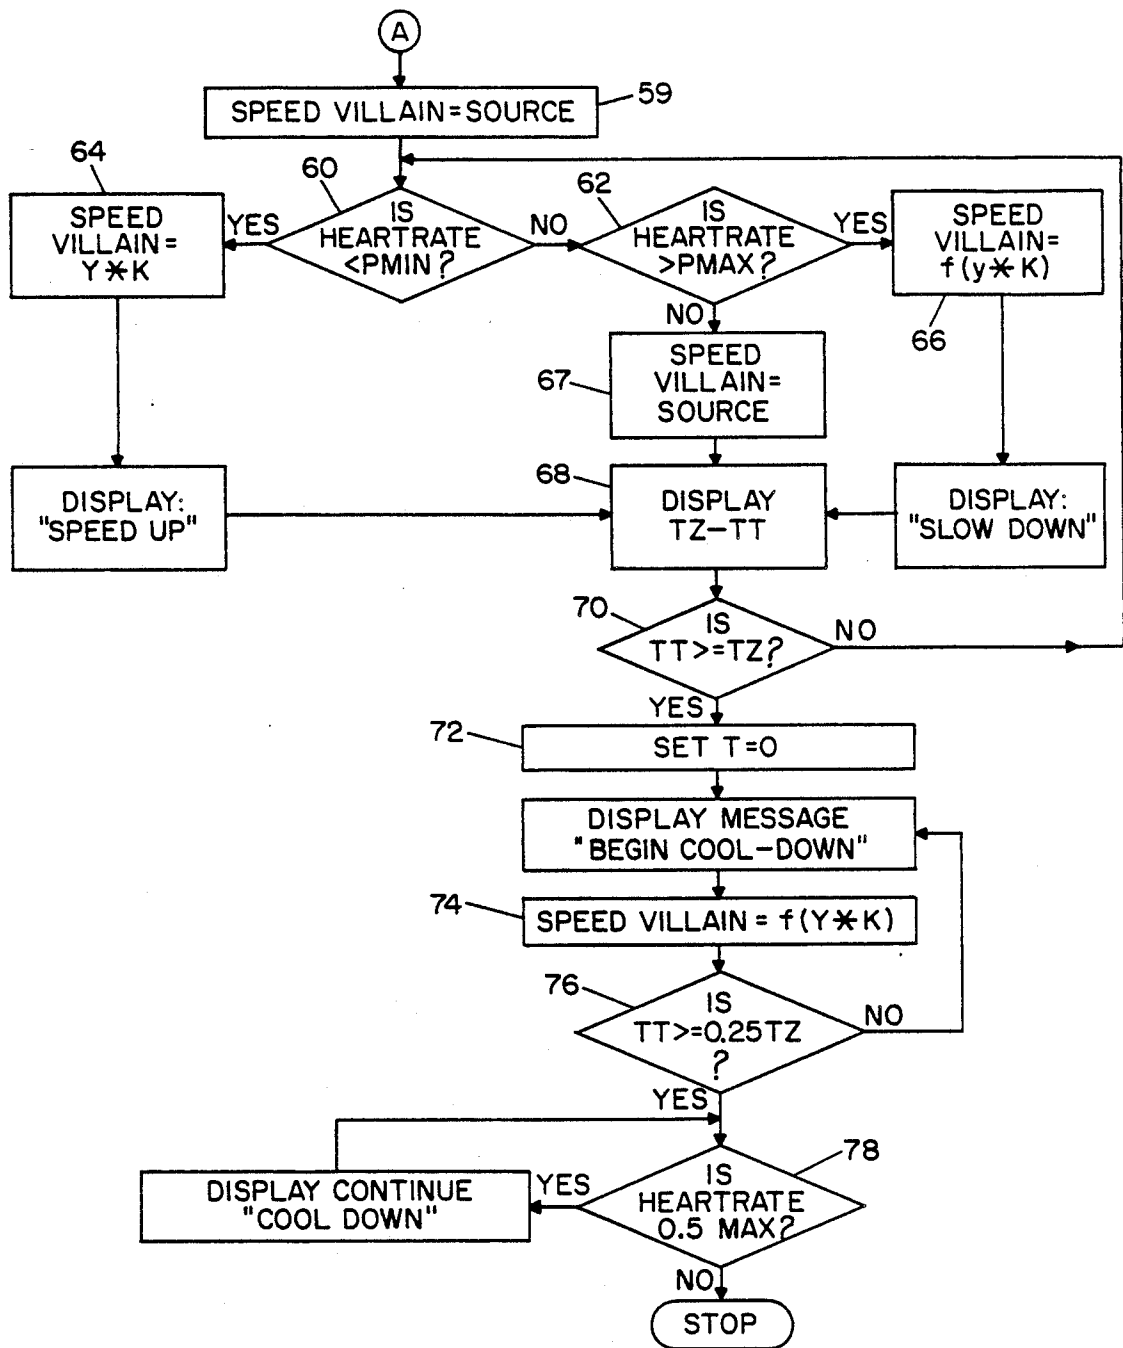 A
SPEED VILLAIN=SOURCE
59
64
60
62
SPEED
VILLAIN=
Y*K
YES
IS
HEARTRATE
<PMIN?
NO
IS
HEARTRATE
>PMAX?
YES
SPEED
VILLAIN=
f(y*K)
66
NO
67
SPEED
VILLAIN=
SOURCE
DISPLAY:
"SPEED UP"
68
DISPLAY
TZ-TT
DISPLAY:
"SLOW DOWN"
70
IS
TT>=TZ?
NO
YES
72
SET T=0
DISPLAY MESSAGE
"BEGIN COOL-DOWN"
74
SPEED VILLAIN=f(Y*K)
76
IS
TT>=0.25TZ
?
NO
YES
78
DISPLAY CONTINUE
"COOL DOWN"
YES
IS
HEARTRATE
0.5 MAX?
NO
STOP